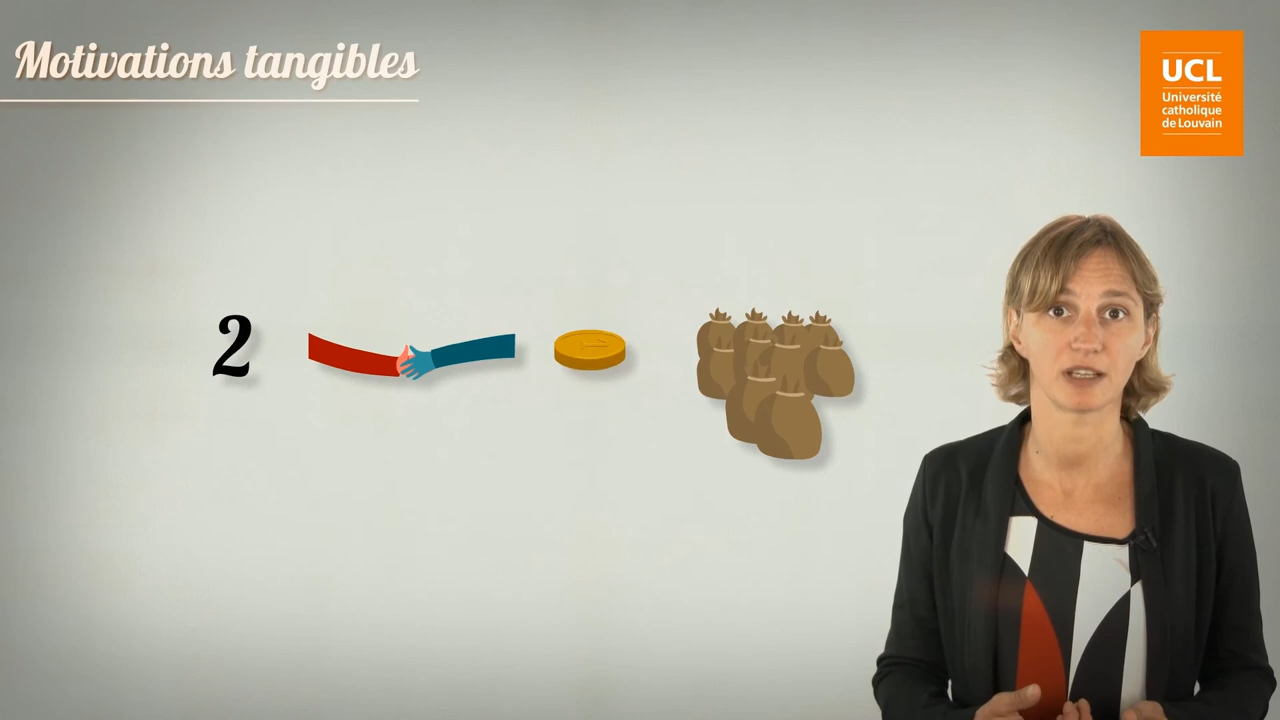 Motivations tangibles
UCL
Université
catholique
de Louvain
2